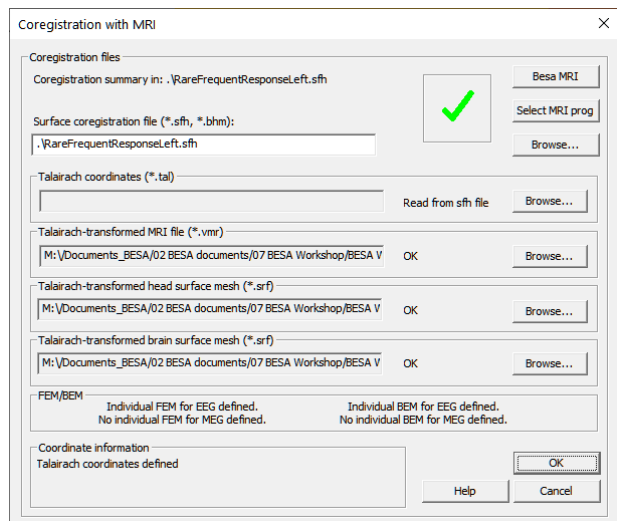 Coregistration with MRI
Coregistration files
Coregistration summary in: .\RareFrequentResponseLeft.sfh
Besa MRI
Select MRI prog
Surface coregistration file (*.sfh, *.bhm):
.\RareFrequentResponseLeft.sfh
Browse...
Talairach coordinates (*.tal)
Read from sfh file
Browse...
Talairach-transformed MRI file (*.vmr)
M:\/Documents_BESA/02 BESA documents/07 BESA Workshop/BESA W
OK
Browse...
Talairach-transformed head surface mesh (*.srf)
M:\/Documents_BESA/02 BESA documents/07 BESA Workshop/BESA W
OK
Browse...
Talairach-transformed brain surface mesh (*.srf)
M:\/Documents_BESA/02 BESA documents/07 BESA Workshop/BESA W
OK
Browse...
FEM/BEM
Individual FEM for EEG defined.
No individual FEM for MEG defined.
Individual BEM for EEG defined.
No individual BEM for MEG defined.
Coordinate information
Talairach coordinates defined
OK
Help
Cancel